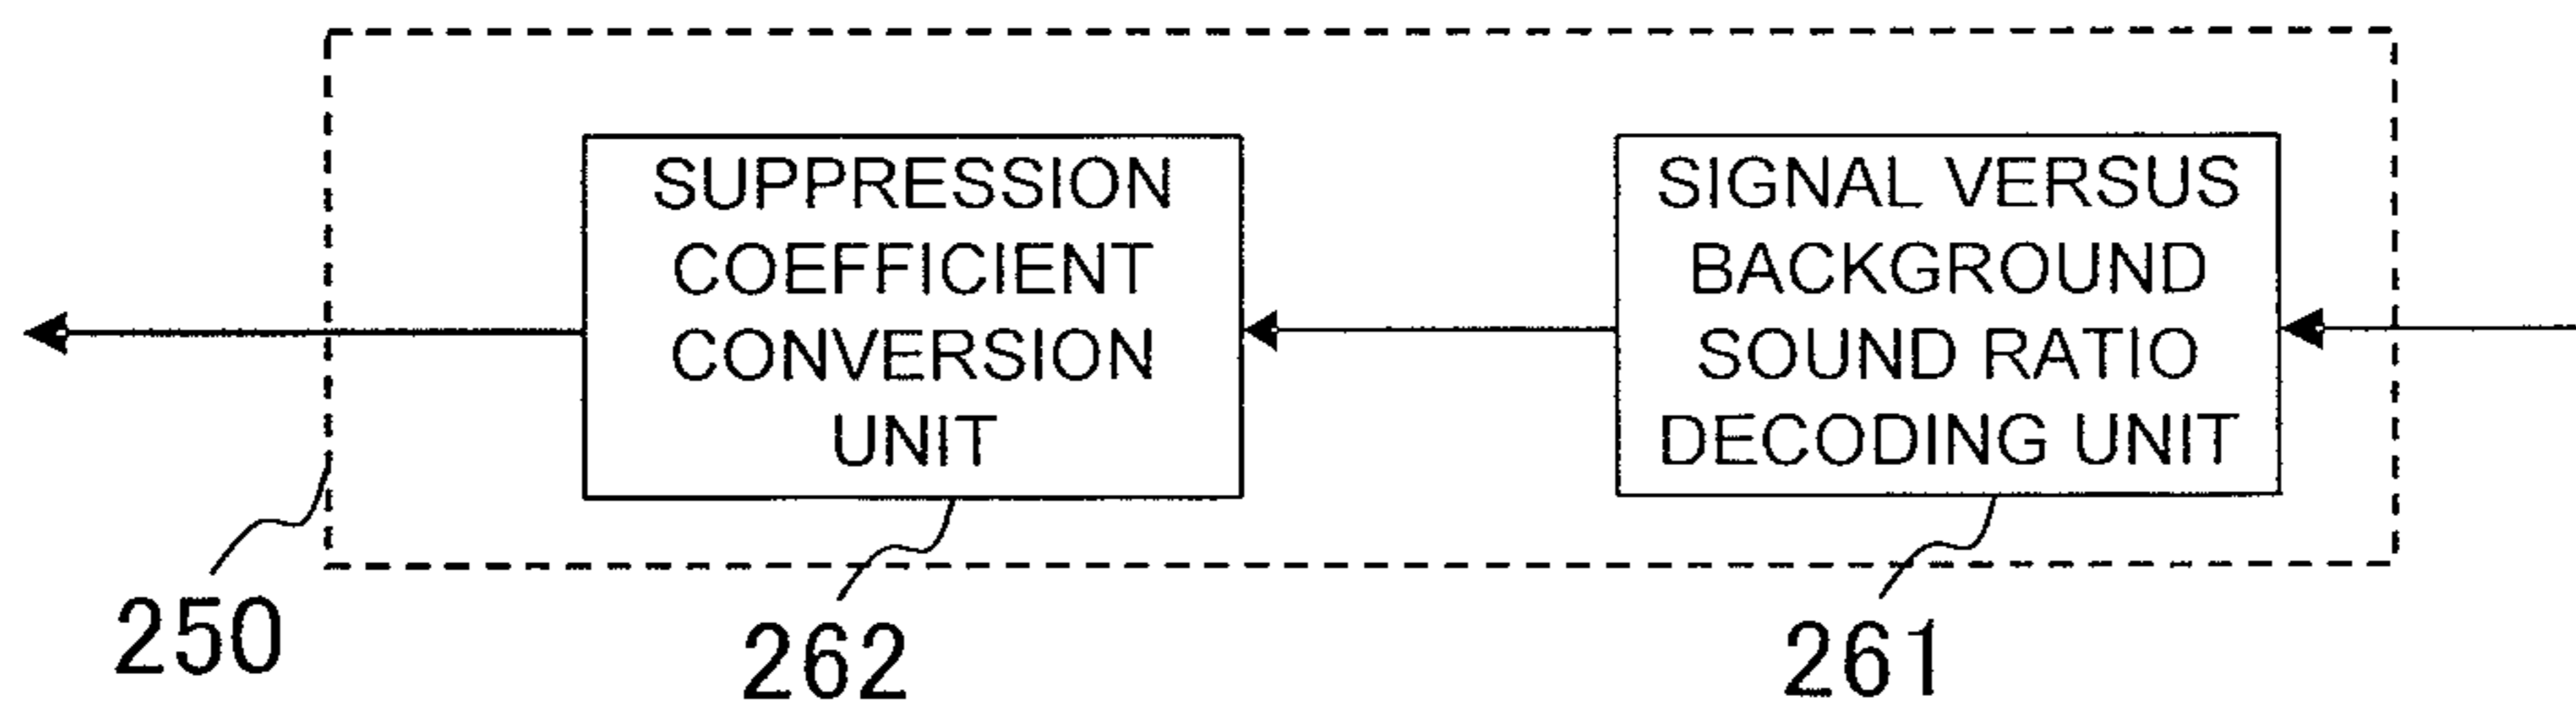 SUPPRESSION
COEFFICIENT
CONVERSION
UNIT
SIGNAL VERSUS
BACKGROUND
SOUND RATIO
DECODING UNIT
250
262
261